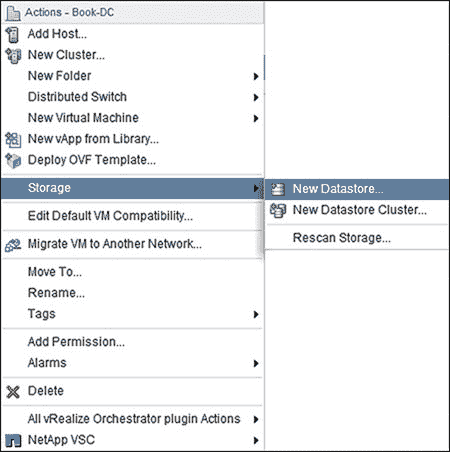 Actions - Book-DC
Add Host...
New Cluster...
New Folder
Distributed Switch
New Virtual Machine
New vApp from Library...
Deploy OVF Template...
Storage
New Datastore...
New Datastore Cluster...
Rescan Storage...
Edit Default VM Compatibility...
Migrate VM to Another Network...
Move To...
Rename...
Tags
Add Permission...
Alarms
Delete
All vRealize Orchestrator plugin Actions
NetApp VSC